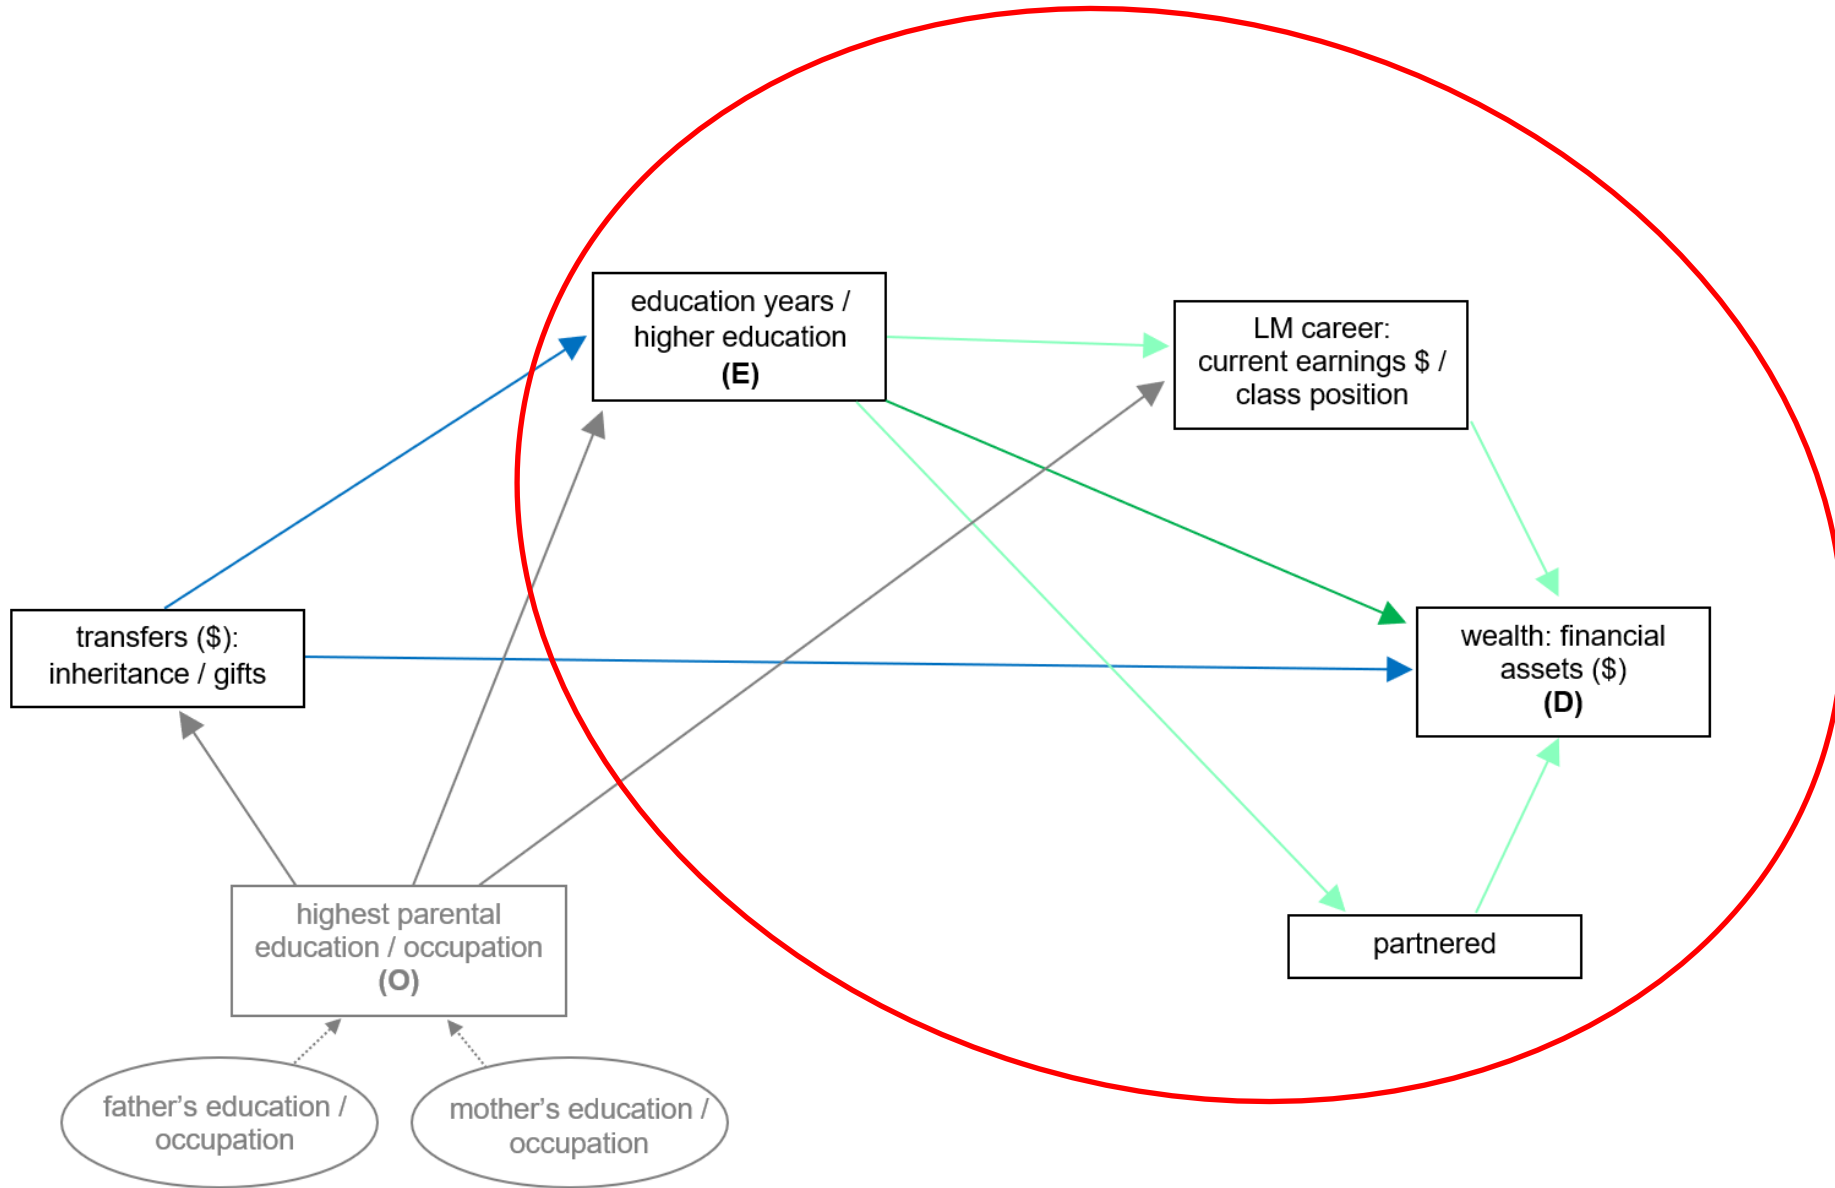 education years /
higher education
(E)
LM career:
current earnings $ /
class position
transfers ($):
inheritance / gifts
wealth: financial
assets ($)
(D)
highest parental
education / occupation
(O)
partnered
father's education /
occupation
mother's education /
occupation